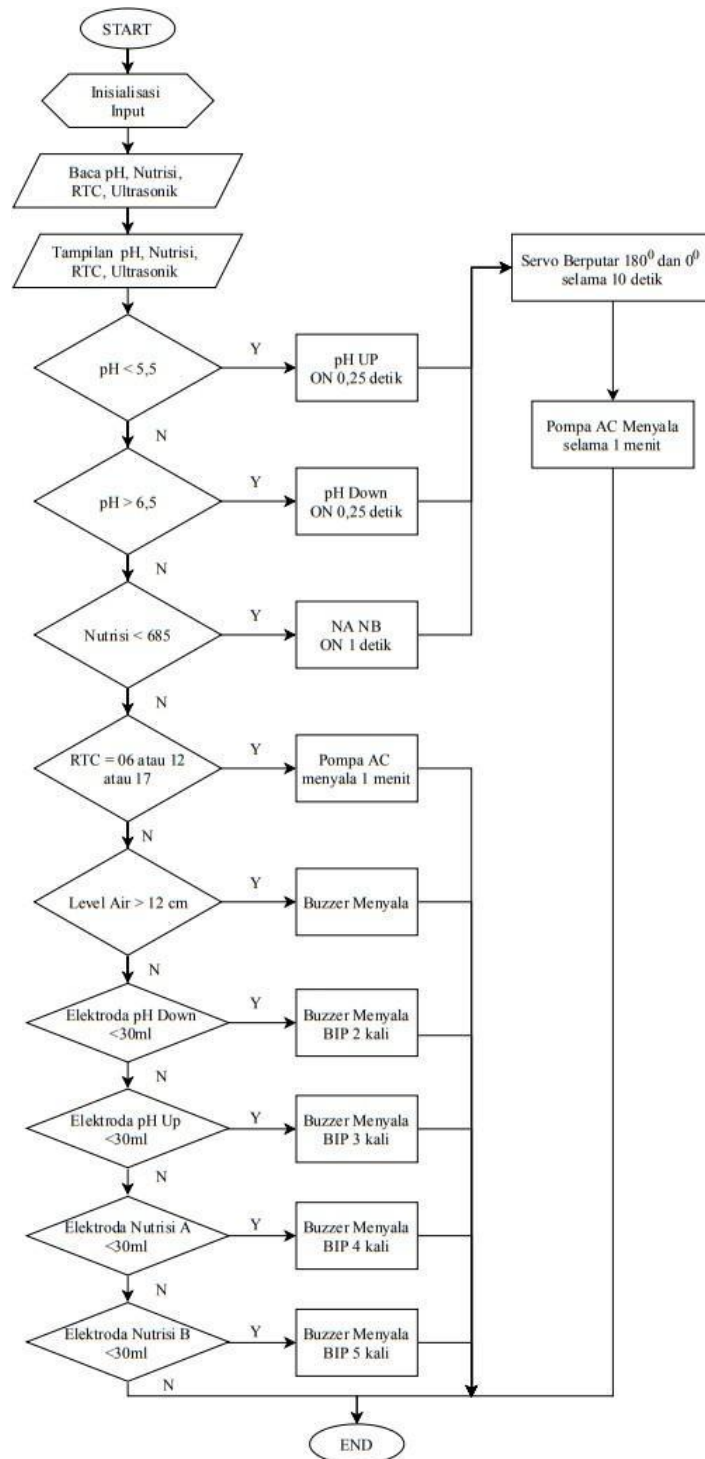 START
Inisialisasi
Input
Baca pH, Nutrisi,
RTC, Ultrasonik
Tampilan pH, Nutrisi,
RTC, Ultrasonik
Servo Berputar 180⁰ dan 0⁰
selama 10 detik
pH < 5,5
Y
pH UP
ON 0,25 detik
Pompa AC Menyala
selama 1 menit
N
pH > 6,5
Y
pH Down
ON 0,25 detik
N
Nutrisi < 685
Y
NA NB
ON 1 detik
N
RTC = 06 atau 12
atau 17
Y
Pompa AC
menyala 1 menit
N
Level Air > 12 cm
Y
Buzzer Menyala
N
Elektroda pH Down
<30ml
Y
Buzzer Menyala
BIP 2 kali
N
Elektroda pH Up
<30ml
Y
Buzzer Menyala
BIP 3 kali
N
Elektroda Nutrisi A
<30ml
Y
Buzzer Menyala
BIP 4 kali
N
Elektroda Nutrisi B
<30ml
Y
Buzzer Menyala
BIP 5 kali
N
END